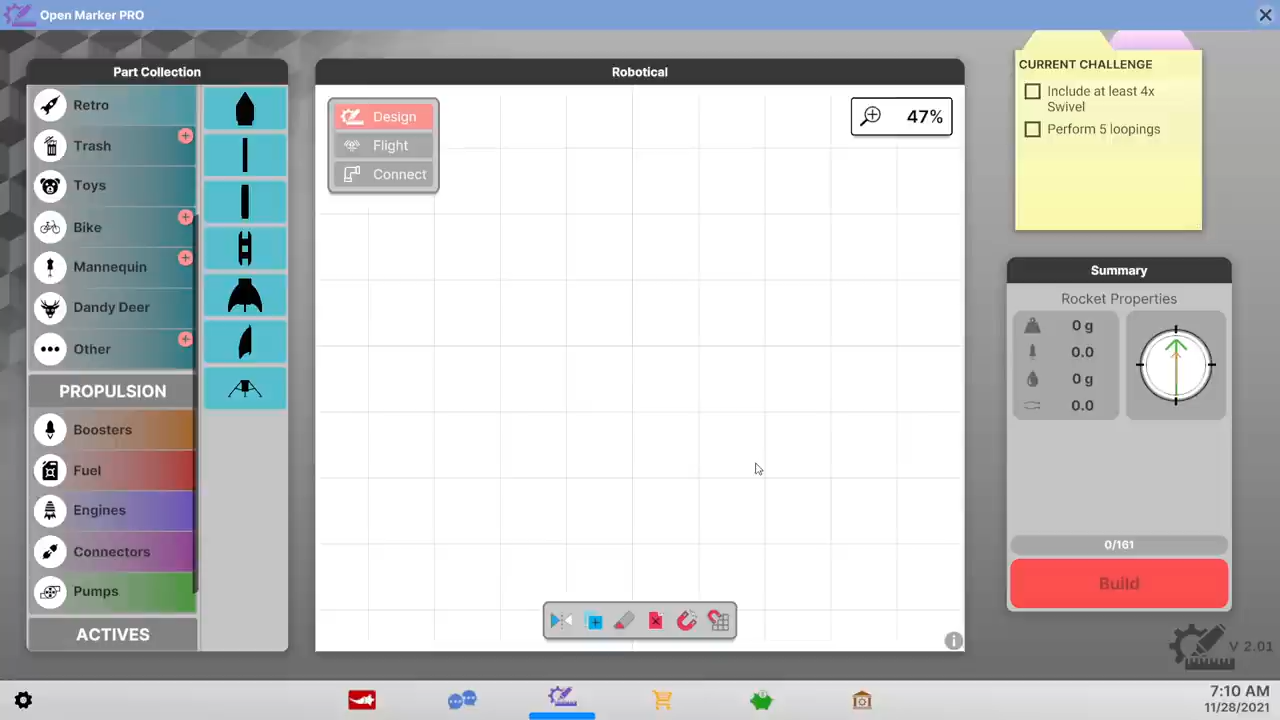 Open Marker PRO
Part Collection
Retro
Trash
Toys
Bike
Mannequin
Dandy Deer
Other
PROPULSION
Boosters
Fuel
Engines
Connectors
Pumps
ACTIVES
Robotical
Design
Flight
Connect
47%
CURRENT CHALLENGE
Include at least 4x
Swivel
Perform 5 loopings
Summary
Rocket Properties
0 g
0.0
0 g
0.0
0/161
Build
V 2.01
7:10 AM
11/28/2021